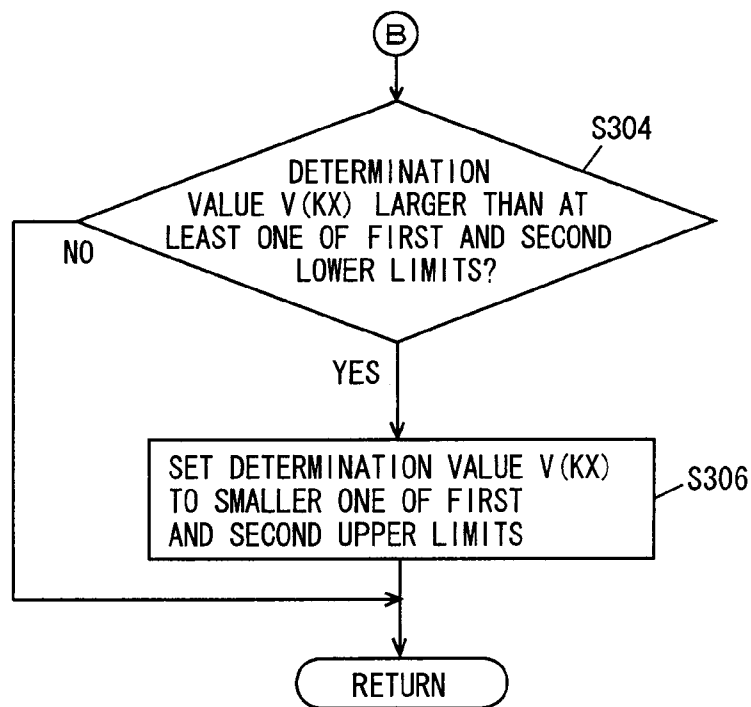 B
S304
DETERMINATION
VALUE V(KX) LARGER THAN AT
LEAST ONE OF FIRST AND SECOND
LOWER LIMITS?
NO
YES
SET DETERMINATION VALUE V(KX)
TO SMALLER ONE OF FIRST
AND SECOND UPPER LIMITS
S306
RETURN